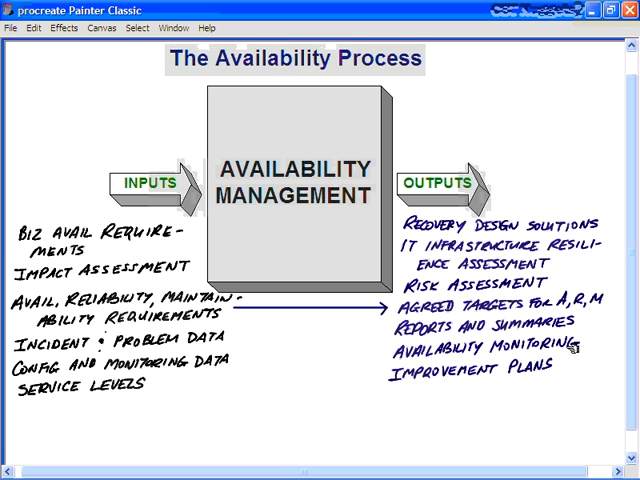 procreate Painter Classic
File Edit Effects Canvas Select Window Help
The Availability Process
AVAILABILITY
MANAGEMENT
INPUTS
BIZ AVAIL REQUIRE-
MENTS
IMPACT ASSESSMENT
AVAIL, RELIABILITY, MAINTAIN-
ABILITY REQUIREMENTS
INCIDENT & PROBLEM DATA
CONFIG AND MONITORING DATA
SERVICE LEVELS
OUTPUTS
RECOVERY DESIGN SOLUTIONS
IT INFRASTRUCTURE RESILI-
ENCE ASSESSMENT
RISK ASSESSMENT
AGREED TARGETS FOR A, R, M
REPORTS AND SUMMARIES
AVAILABILITY MONITORING
IMPROVEMENT PLANS